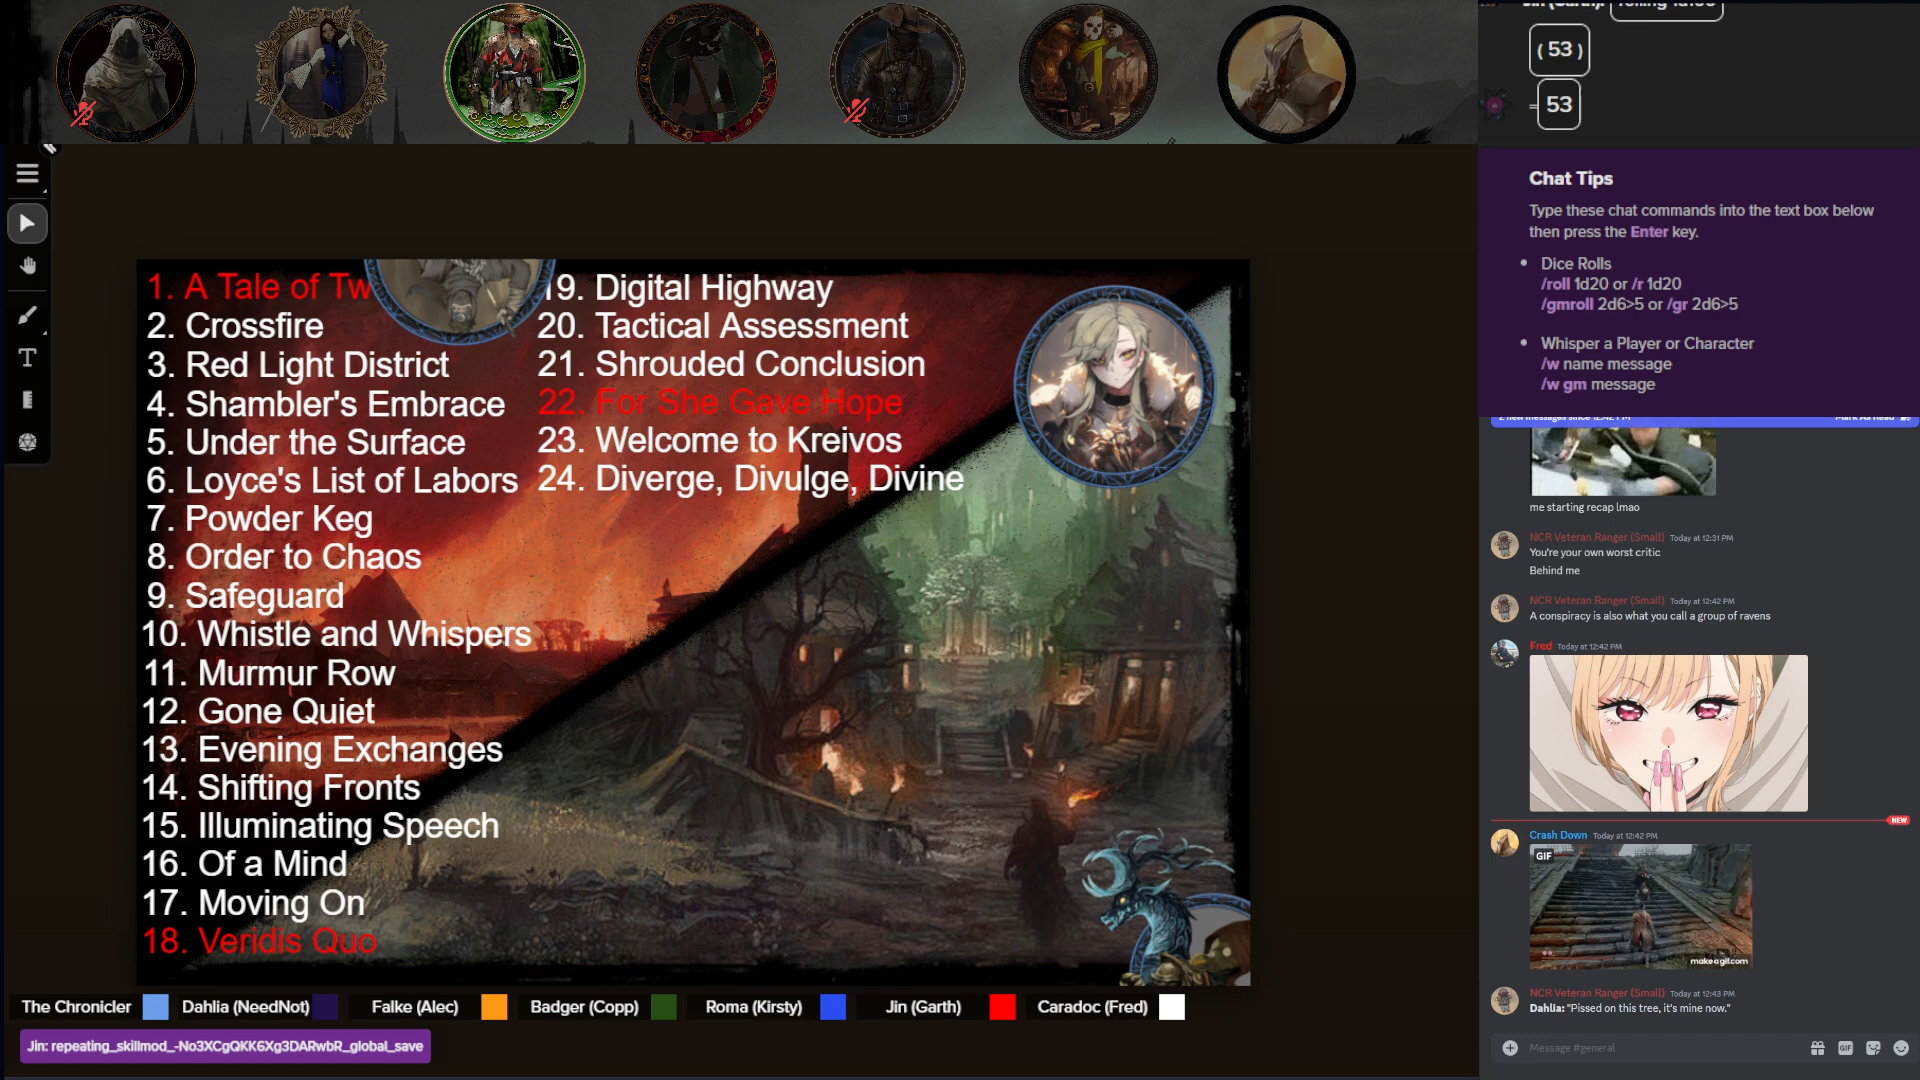 1. A Tale of Tw
2. Crossfire
3. Red Light District
4. Shambler's Embrace
5. Under the Surface
6. Loyce's List of Labors
7. Powder Keg
8. Order to Chaos
9. Safeguard
10. Whistle and Whispers
11. Murmur Row
12. Gone Quiet
13. Evening Exchanges
14. Shifting Fronts
15. Illuminating Speech
16. Of a Mind
17. Moving On
18. Veridis Quo
19. Digital Highway
20. Tactical Assessment
21. Shrouded Conclusion
22. For She Gave Hope
23. Welcome to Kreivos
24. Diverge, Divulge, Divine
The Chronicler
Dahlia (NeedNot)
Falke (Alec)
Badger (Copp)
Roma (Kirsty)
Jin (Garth)
Caradoc (Fred)
Jin: repeating_skillmod_-No3XCgQKK6Xg3DARwbR_global_save
(53)
=53
Chat Tips
Type these chat commands into the text box below
then press the Enter key.
Dice Rolls
/roll 1d20 or /r 1d20
/gmroll 2d6>5 or /gr 2d6>5
Whisper a Player or Character
/w name message
/w gm message
2 new messages since 12:42 PM
Mark As Read
me starting recap lmao
NCR Veteran Ranger (Small) Today at 12:31 PM
You're your own worst critic
Behind me
NCR Veteran Ranger (Small) Today at 12:42 PM
A conspiracy is also what you call a group of ravens
Fred Today at 12:42 PM
NEW
Crash Down Today at 12:42 PM
GIF
makeagif.com
NCR Veteran Ranger (Small) Today at 12:43 PM
Dahlia: "Pissed on this tree, it's mine now."
Message #general
GIF